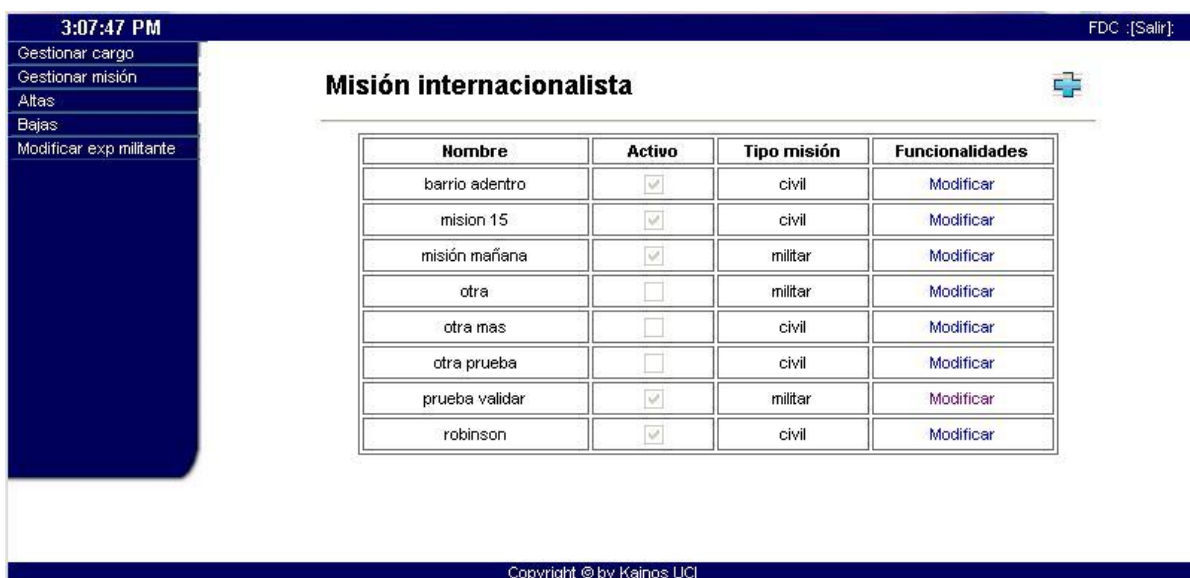 3:07:47 PM FDC :[Salir]:
Gestionar cargo
Gestionar misión
Altas
Bajas
Modificar exp militante
Misión internacionalista
Nombre Activo Tipo misión Funcionalidades
barrio adentro civil Modificar
mision 15 civil Modificar
misión mañana militar Modificar
otra militar Modificar
otra mas civil Modificar
otra prueba civil Modificar
prueba validar militar Modificar
robinson civil Modificar
Copyright © by Kainos UCI